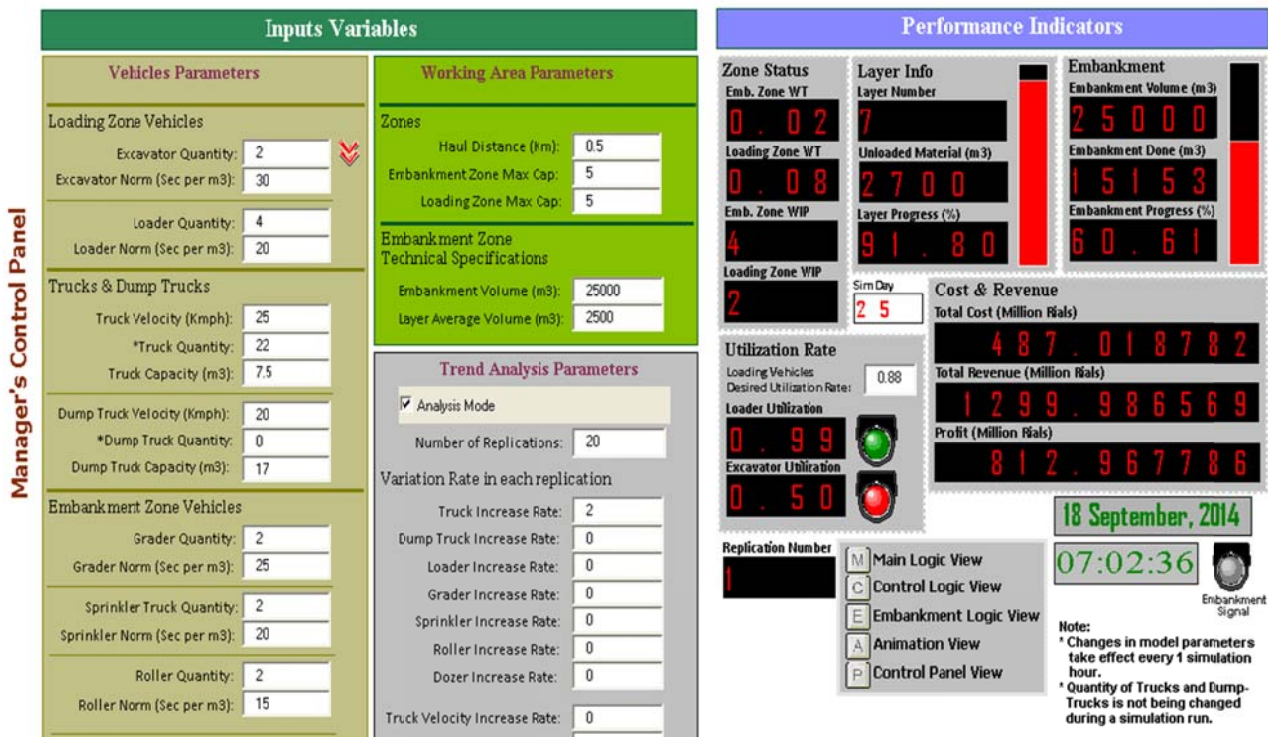 Manager's Control Panel
Inputs Variables
Vehicles Parameters
Loading Zone Vehicles
Excavator Quantity: 2
Excavator Norm (Sec per m3): 30
Loader Quantity: 4
Loader Norm (Sec per m3): 20
Trucks & Dump Trucks
Truck Velocity (Kmph): 25
*Truck Quantity: 22
Truck Capacity (m3): 7.5
Dump Truck Velocity (Kmph): 20
*Dump Truck Quantity: 0
Dump Truck Capacity (m3): 17
Embankment Zone Vehicles
Grader Quantity: 2
Grader Norm (Sec per m3): 25
Sprinkler Truck Quantity: 2
Sprinkler Norm (Sec per m3): 20
Roller Quantity: 2
Roller Norm (Sec per m3): 15
Working Area Parameters
Zones
Haul Distance (km): 0.5
Embankment Zone Max Cap: 5
Loading Zone Max Cap: 5
Embankment Zone
Technical Specifications
Embankment Volume (m3): 25000
Layer Average Volume (m3): 2500
Trend Analysis Parameters
Analysis Mode
Number of Replications: 20
Variation Rate in each replication
Truck Increase Rate: 2
Dump Truck Increase Rate: 0
Loader Increase Rate: 0
Grader Increase Rate: 0
Sprinkler Increase Rate: 0
Roller Increase Rate: 0
Dozer Increase Rate: 0
Truck Velocity Increase Rate: 0
Performance Indicators
Zone Status
Emb. Zone WT
0.02
Loading Zone WT
0.08
Emb. Zone WIP
4
Loading Zone WIP
2
Layer Info
Layer Number
7
Unloaded Material (m3)
2700
Layer Progress (%)
91.80
Sim Day
25
Embankment
Embankment Volume (m3)
25000
Embankment Done (m3)
15153
Embankment Progress (%)
60.61
Cost & Revenue
Total Cost (Million Rials)
487.018782
Total Revenue (Million Rials)
1299.986569
Profit (Million Rials)
812.967786
Utilization Rate
Loading Vehicles
Desired Utilization Rate: 0.88
Loader Utilization
0.99
Excavator Utilization
0.50
Replication Number
1
M Main Logic View
C Control Logic View
E Embankment Logic View
A Animation View
P Control Panel View
18 September, 2014
07:02:36
Embankment
Signal
Note:
* Changes in model parameters
take effect every 1 simulation
hour.
* Quantity of Trucks and Dump-
Trucks is not being changed
during a simulation run.